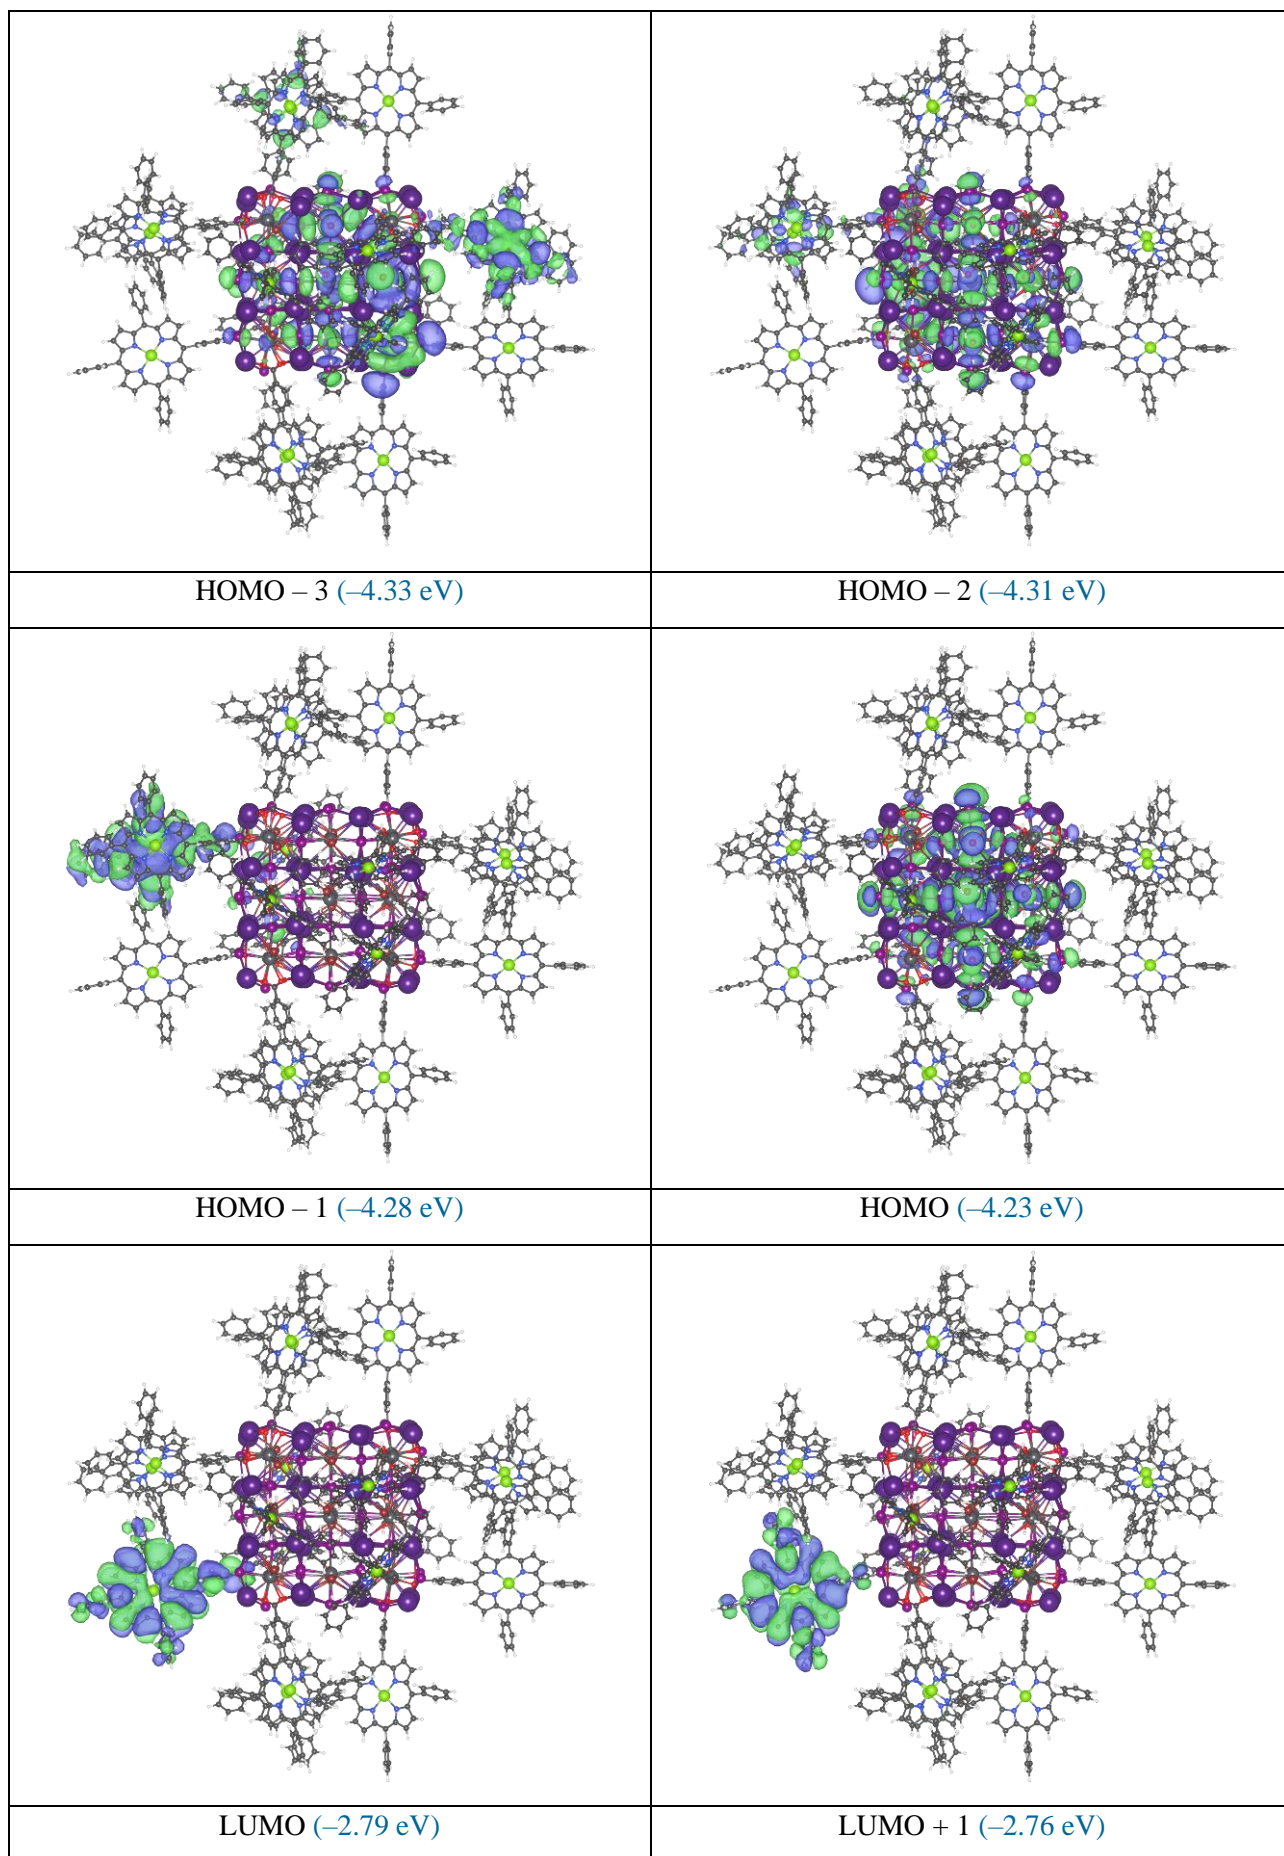 HOMO – 3 (–4.33 eV)
HOMO – 2 (–4.31 eV)
HOMO – 1 (–4.28 eV)
HOMO (–4.23 eV)
LUMO (–2.79 eV)
LUMO + 1 (–2.76 eV)